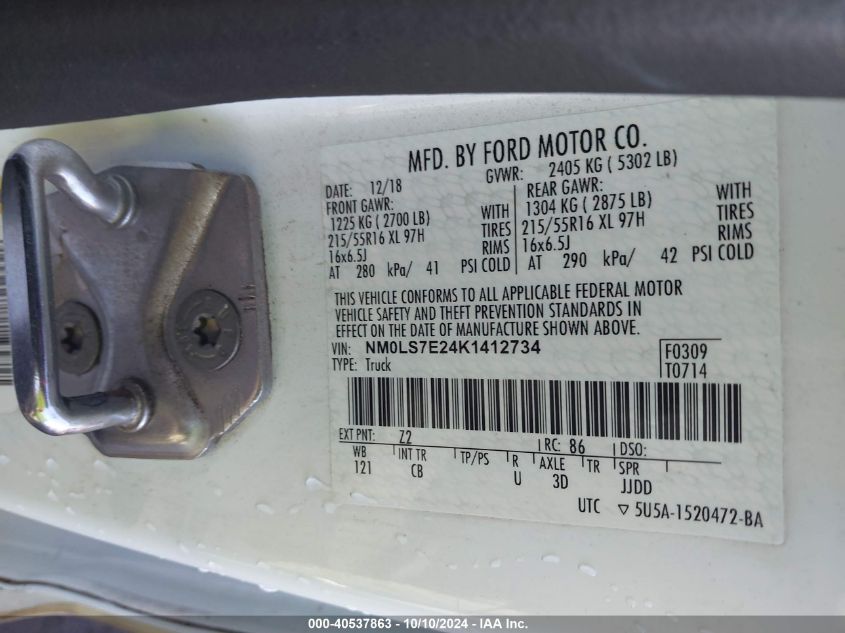 MFD. BY FORD MOTOR CO.
DATE: 12/18 GVWR: 2405 KG ( 5302 LB)
FRONT GAWR: REAR GAWR:
1225 KG ( 2700 LB) WITH 1304 KG ( 2875 LB) WITH
215/55R16 XL 97H TIRES 215/55R16 XL 97H TIRES
16x6.5J RIMS 16x6.5J RIMS
AT 280 kPa/ 41 PSI COLD AT 290 kPa/ 42 PSI COLD
THIS VEHICLE CONFORMS TO ALL APPLICABLE FEDERAL MOTOR
VEHICLE SAFETY AND THEFT PREVENTION STANDARDS IN
EFFECT ON THE DATE OF MANUFACTURE SHOWN ABOVE.
VIN: NM0LS7E24K1412734 F0309
TYPE: Truck T0714
EXT PNT: Z2 RC: 86 DSO:
WB INT TR TP/PS R AXLE TR SPR
121 CB U 3D JJDD
UTC ▽ 5U5A-1520472-BA
000-40537863 - 10/10/2024 - IAA Inc.